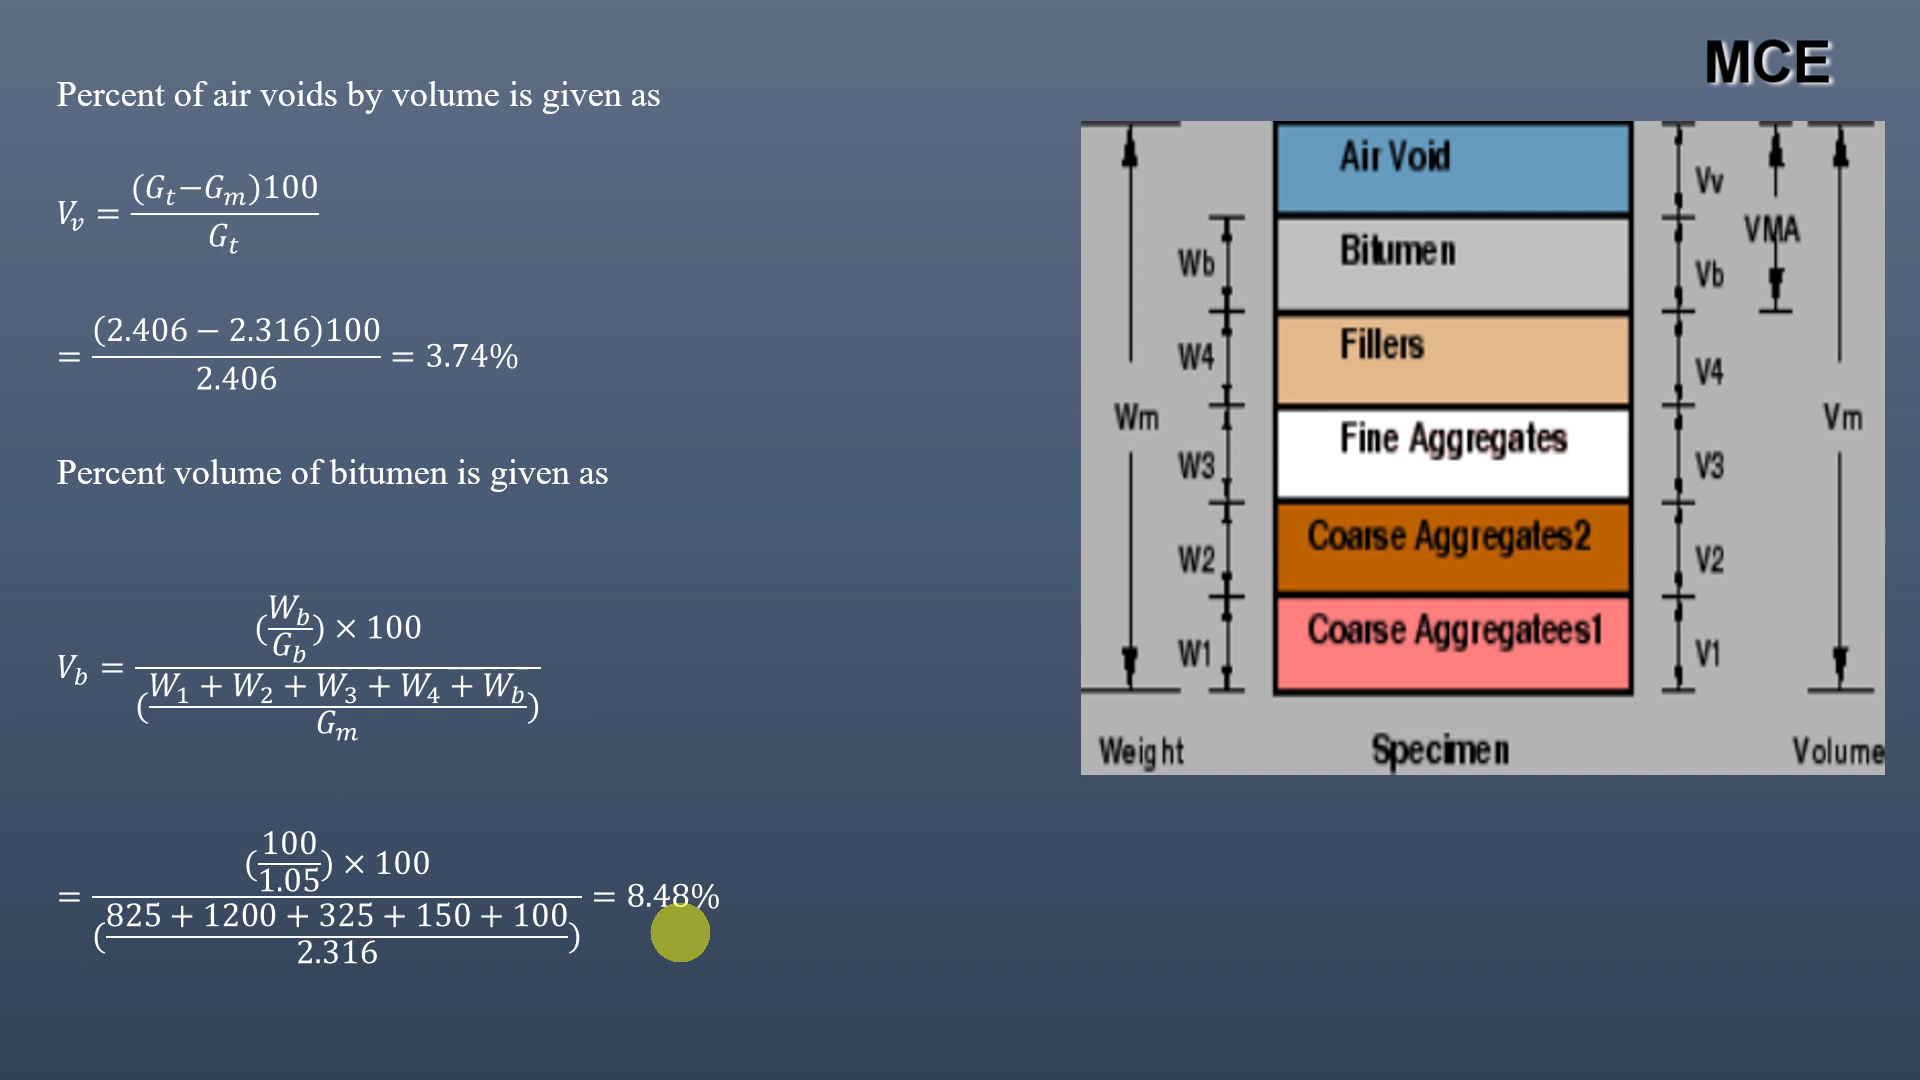 MCE
Percent of air voids by volume is given as
V_v = (G_t−G_m)100 / G_t
= (2.406 − 2.316)100 / 2.406 = 3.74%
Percent volume of bitumen is given as
V_b = (W_b / G_b) × 100 / (W_1 + W_2 + W_3 + W_4 + W_b / G_m)
= (100 / 1.05) × 100 / (825 + 1200 + 325 + 150 + 100 / 2.316) = 8.48%
Air Void
Vv
VMA
Wb
Bitumen
Vb
W4
Fillers
V4
Wm
Vm
W3
Fine Aggregates
V3
W2
Coarse Aggregates2
V2
W1
Coarse Aggregatees1
V1
Weight
Specimen
Volume